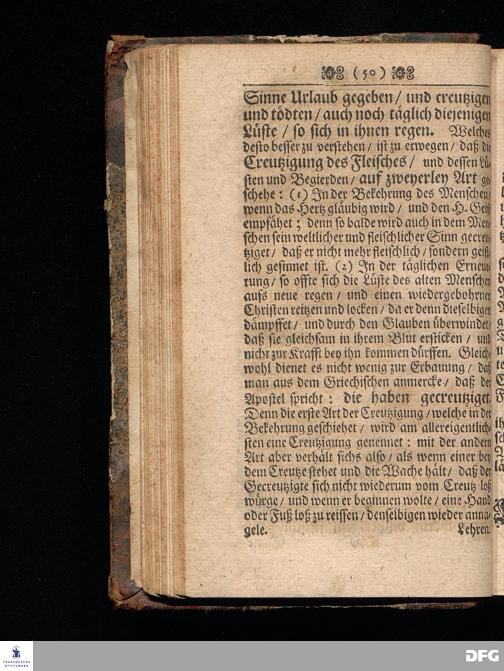 (50)
Sinne Urlaub gegeben / und creutzigen
und tödten / auch noch täglich diejenigen
Lüste / so sich in ihnen regen. Welches
desto besser zu verstehen / ist zu erwegen / daß die
Creutzigung des Fleisches / und dessen Lü-
sten und Begierden / auf zweyerley Art ge-
schehe: (1) In der Bekehrung des Menschen /
wenn das Hertz gläubig wird / und den H. Geist
empfähet; denn so balde wird auch in dem Men-
schen sein weltlicher und fleischlicher Sinn gecreu-
tziget / daß er nicht mehr fleischlich / sondern geist-
lich gesinnet ist. (2) In der täglichen Erneue-
rung / so offte sich die Lüste des alten Menschen
aufs neue regen / und einen wiedergebohrnen
Christen reitzen und locken / da er denn dieselbigen
dämpffet / und durch den Glauben überwindet /
daß sie gleichsam in ihrem Blut ersticken / und
nicht zur Krafft bey ihn kommen dürffen. Gleich-
wohl dienet es nicht wenig zur Erbauung / daß
man aus dem Griechischen anmercke / daß der
Apostel spricht: die haben gecreutziget.
Denn die erste Art der Creutzigung / welche in der
Bekehrung geschiehet / wird am allereigentlich-
sten eine Creutzigung genennet: mit der andern
Art aber verhält sichs also / als wenn einer bey
dem Creutze stehet und die Wache hält / daß der
Gecreutzigte sich nicht wiederum vom Creutz loß
würge / und wenn er beginnen wolte / eine Hand
oder Fuß loß zu reissen / denselbigen wieder anna-
gele. Lehren.
FRANCKESCHE
STIFTUNGEN
DFG